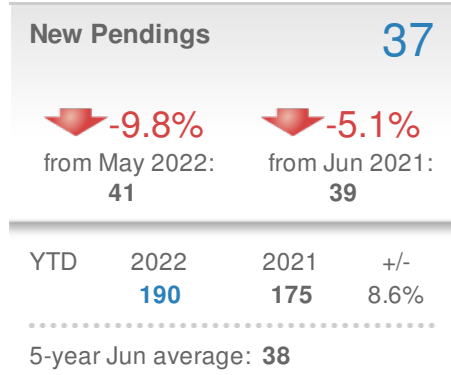 New Pendings 37
-9.8% -5.1%
from May 2022: from Jun 2021:
41 39
YTD 2022 2021 +/-
190 175 8.6%
5-year Jun average: 38